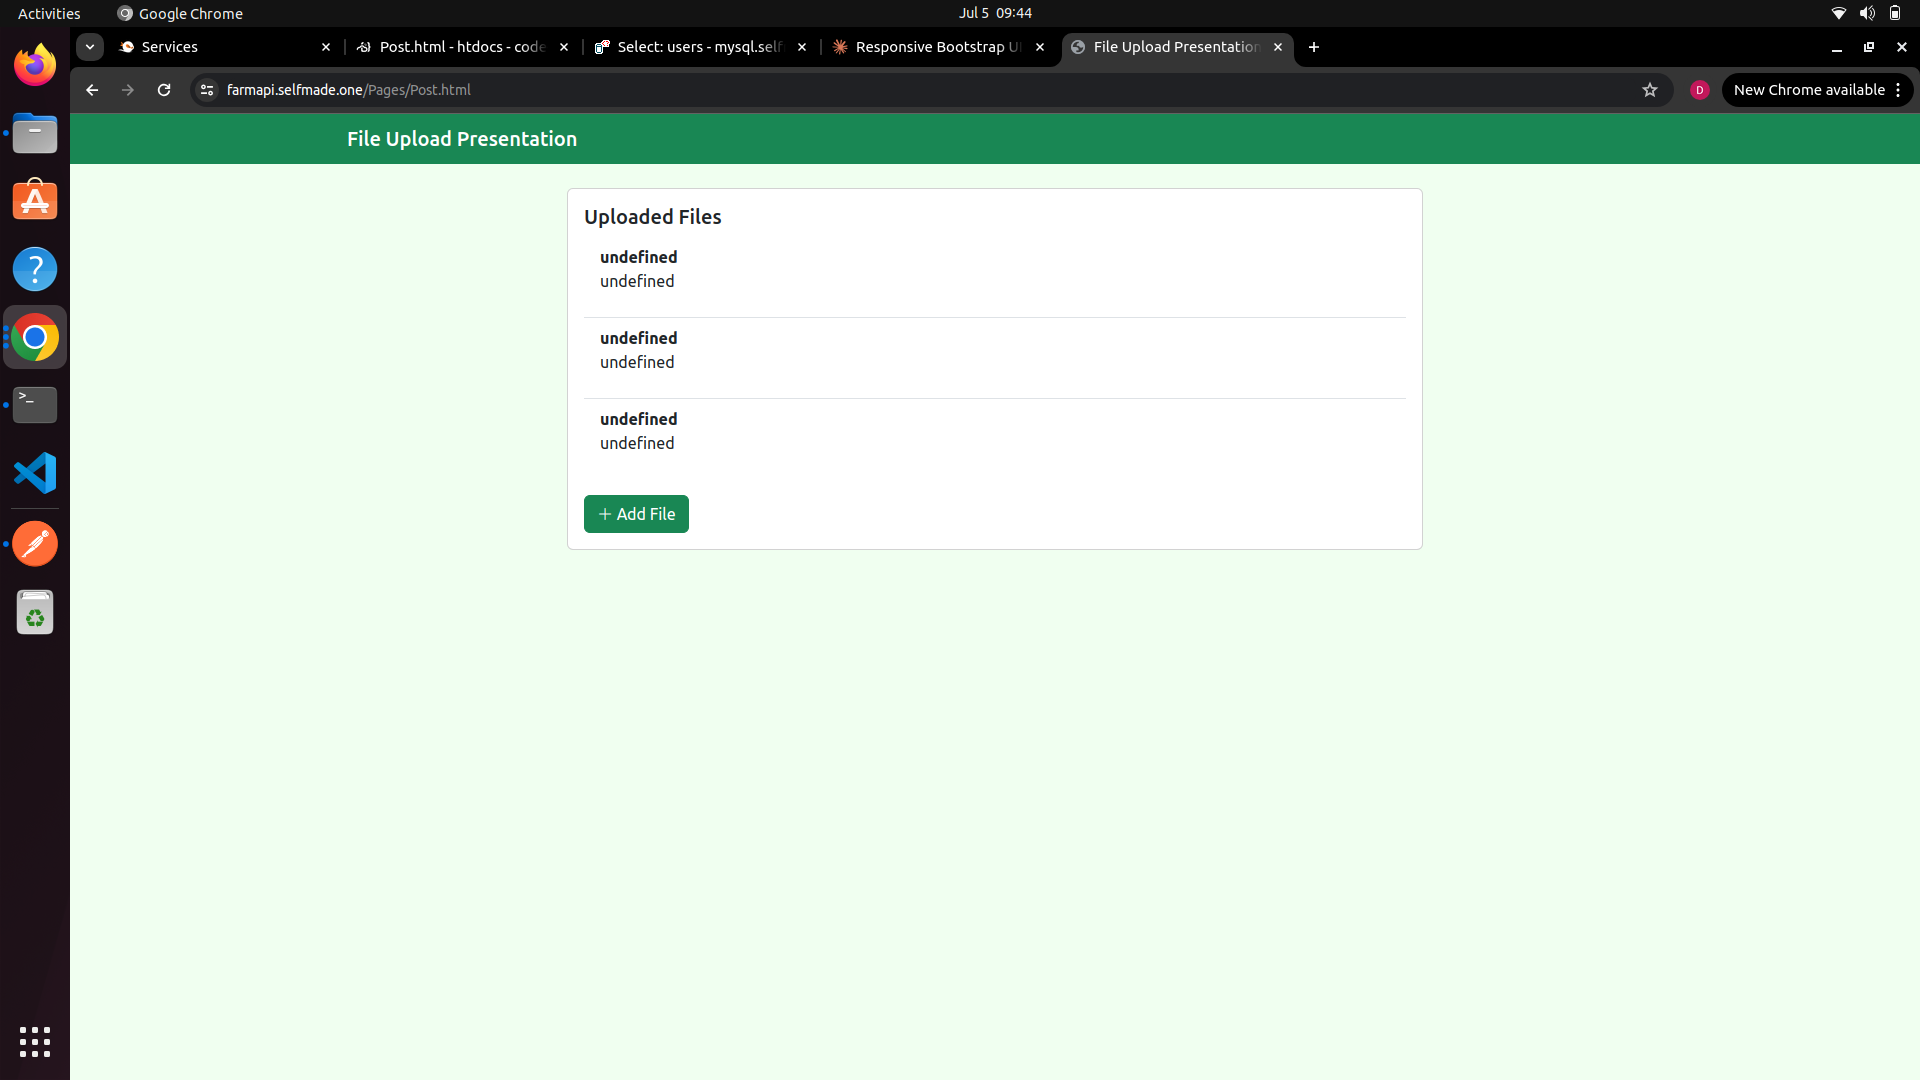 Activities
Google Chrome
Jul 5 09:44
Services
Post.html - htdocs - code
Select: users - mysql.self
Responsive Bootstrap UI
File Upload Presentation
farmapi.selfmade.one/Pages/Post.html
D
New Chrome available
File Upload Presentation
Uploaded Files
undefined
undefined
undefined
undefined
undefined
undefined
+ Add File